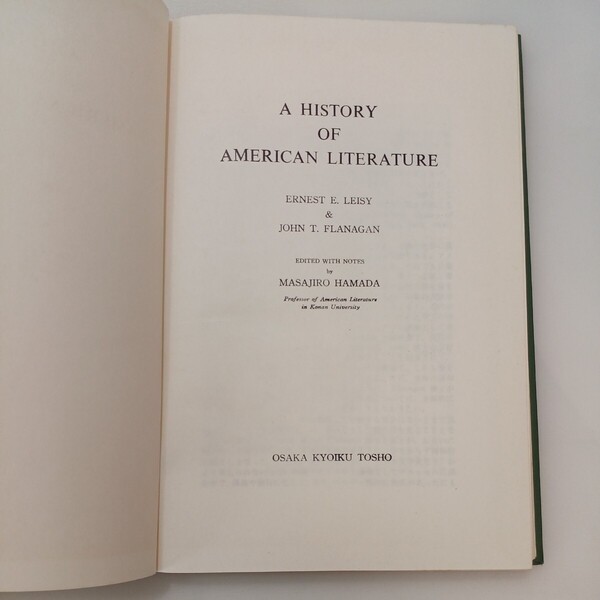 A HISTORY
OF
AMERICAN LITERATURE
ERNEST E. LEISY
&
JOHN T. FLANAGAN
EDITED WITH NOTES
by
MASAJIRO HAMADA
Professor of American Literature
in Konan University
OSAKA KYOIKU TOSHO